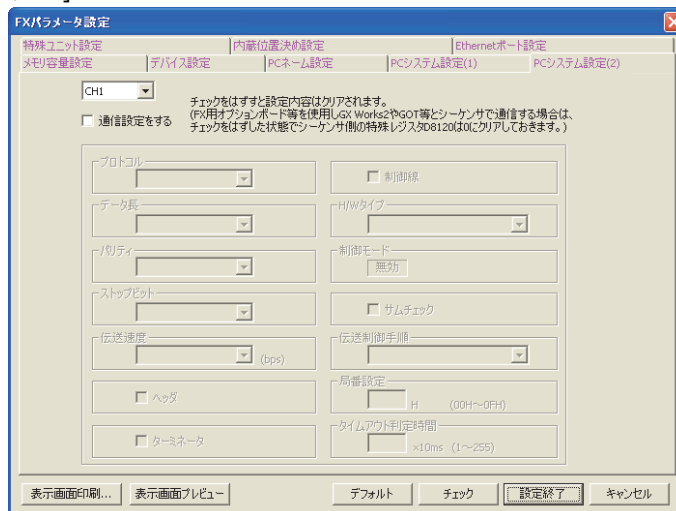 FXパラメータ設定
特殊ユニット設定
内蔵位置決め設定
Ethernetポート設定
メモリ容量設定
デバイス設定
PCネーム設定
PCシステム設定(1)
PCシステム設定(2)
CH1
通信設定をする
チェックをはずすと設定内容はクリアされます。
(FX用オプションボード等を使用しGX Works2やGOT等とシーケンサで通信する場合は、
チェックをはずした状態でシーケンサ側の特殊レジスタD8120は0にクリアしておきます。)
プロトコル
制御線
データ長
H/Wタイプ
パリティ
制御モード
無効
ストップビット
サムチェック
伝送速度
(bps)
伝送制御手順
ヘッダ
局番設定
H (00H～0FH)
ターミネータ
タイムアウト判定時間
×10ms (1～255)
表示画面印刷...
表示画面プレビュー
デフォルト
チェック
設定終了
キャンセル